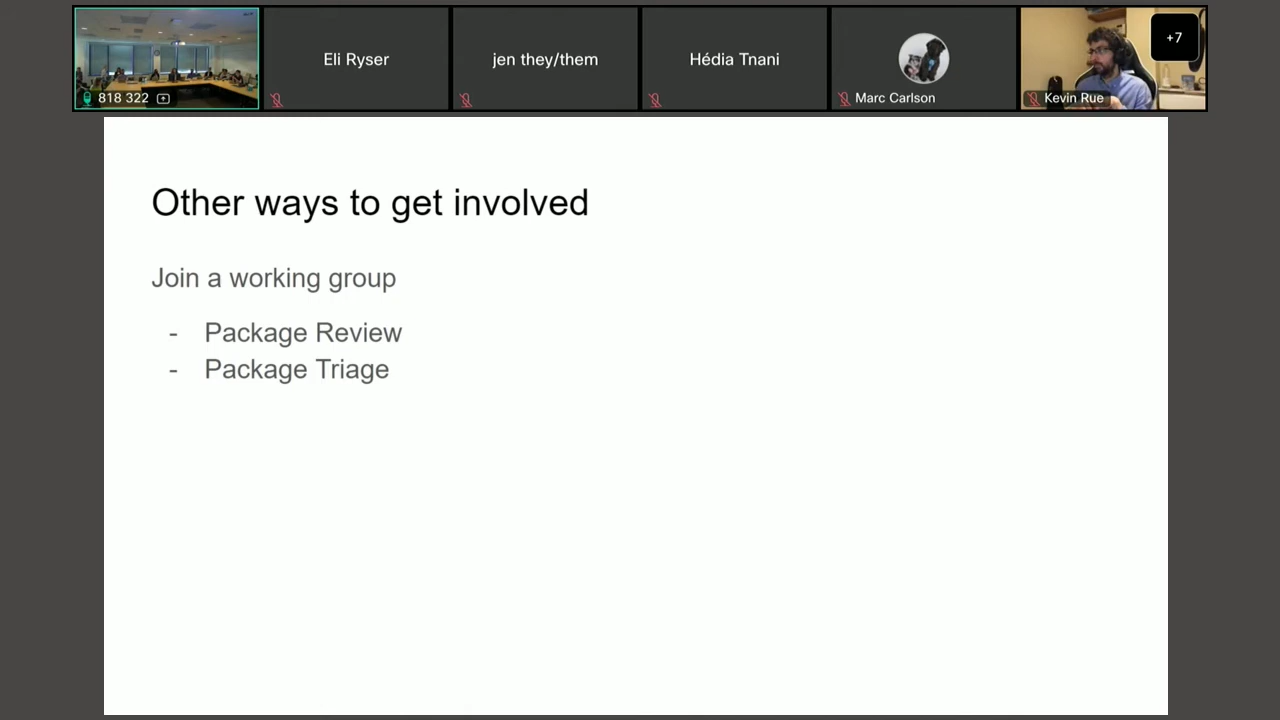 Eli Ryser
jen they/them
Hédia Tnani
+7
818 322
Marc Carlson
Kevin Rue
Other ways to get involved
Join a working group
- Package Review
- Package Triage